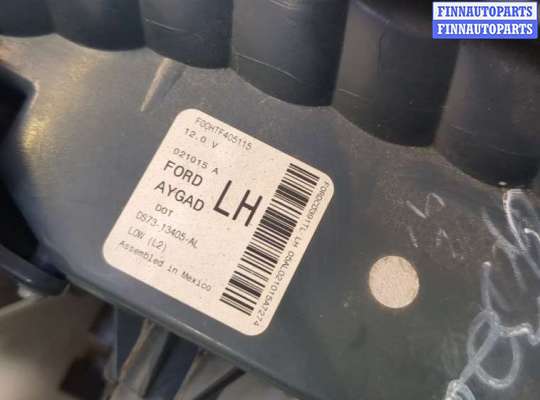 FINNAUTOPARTS
FINNAUTOPARTS
FOOHTF405115
12.0 V
021015 A
FORD
AYGAD
LH
DOT
DS73-13405-AL
LOW (L2)
Assembled in Mexico